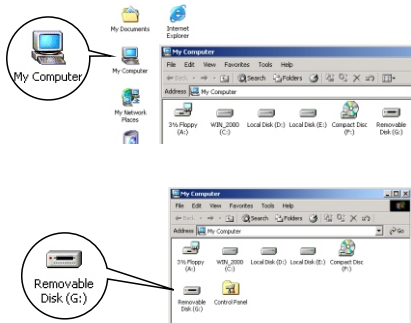 My Documents
Internet Explorer
My Computer
My Computer
My Network Places
My Computer
File Edit View Favorites Tools Help
Back Search Folders
Address My Computer
3½ Floppy (A:)
WIN_2000 (C:)
Local Disk (D:)
Local Disk (E:)
Compact Disc (F:)
Removable Disk (G:)
My Computer
File Edit View Favorites Tools Help
Back Search Folders
Address My Computer Go
3½ Floppy (A:)
WIN_2000 (C:)
Local Disk (D:)
Local Disk (E:)
Compact Disc (F:)
Removable Disk (G:)
Control Panel
Removable
Disk (G:)